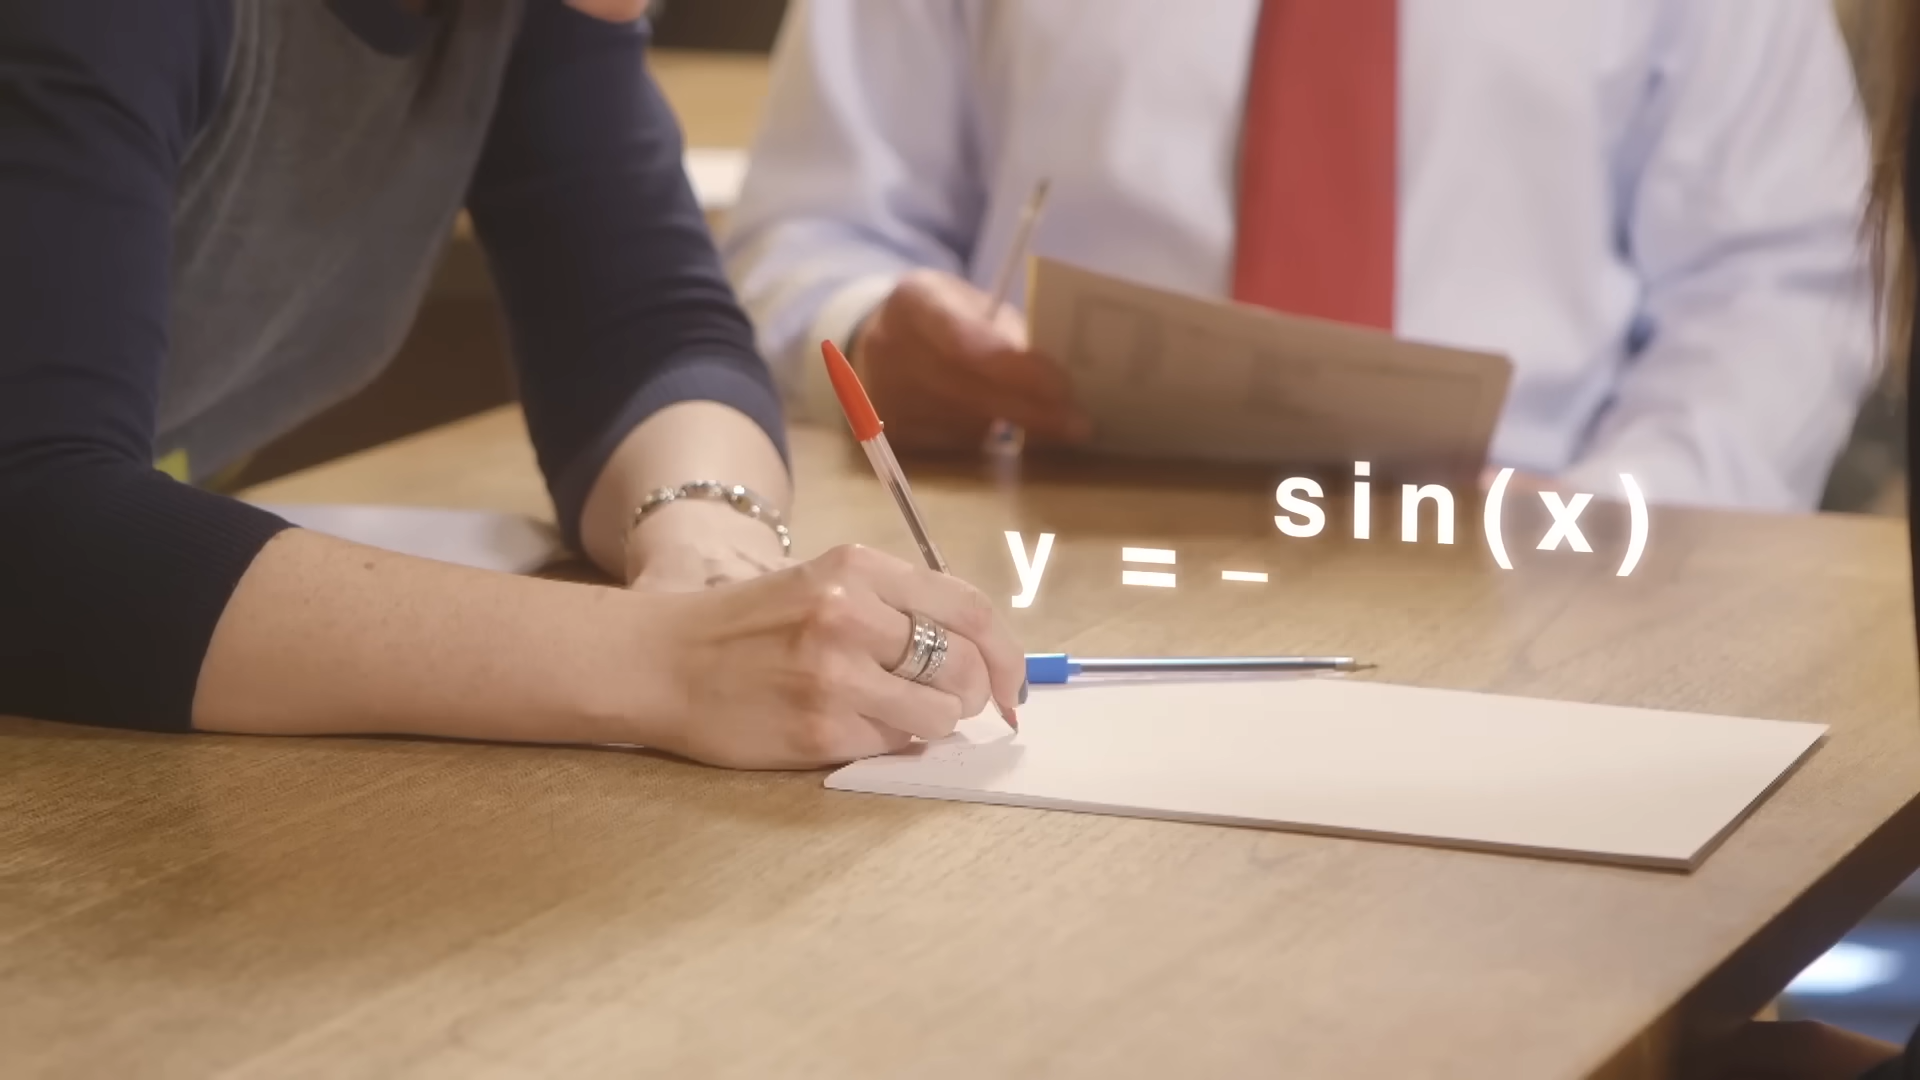 y = - sin(x)